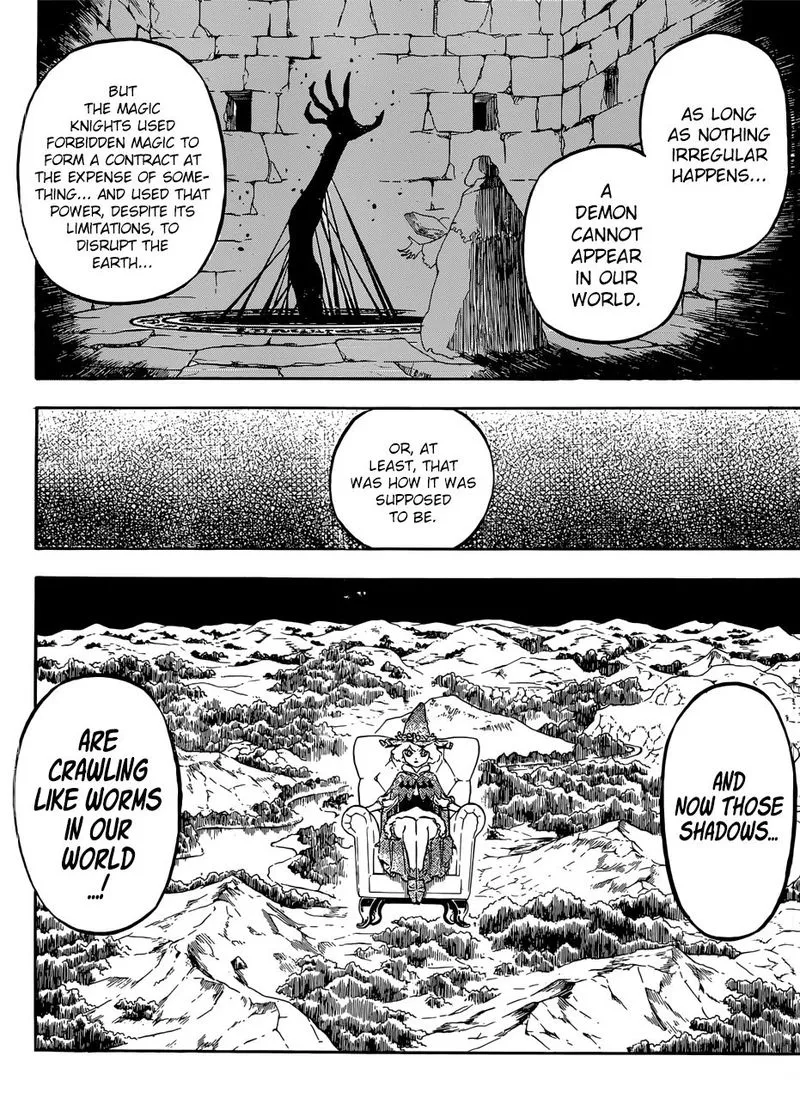 AS LONG
AS NOTHING
IRREGULAR
HAPPENS...
A
DEMON
CANNOT
APPEAR
IN OUR
WORLD.
BUT
THE MAGIC
KNIGHTS USED
FORBIDDEN MAGIC TO
FORM A CONTRACT AT
THE EXPENSE OF SOME-
THING... AND USED THAT
POWER, DESPITE ITS
LIMITATIONS, TO
DISRUPT THE
EARTH...
OR, AT
LEAST, THAT
WAS HOW IT WAS
SUPPOSED
TO BE.
AND
NOW THOSE
SHADOWS...
ARE
CRAWLING
LIKE WORMS
IN OUR
WORLD
....!